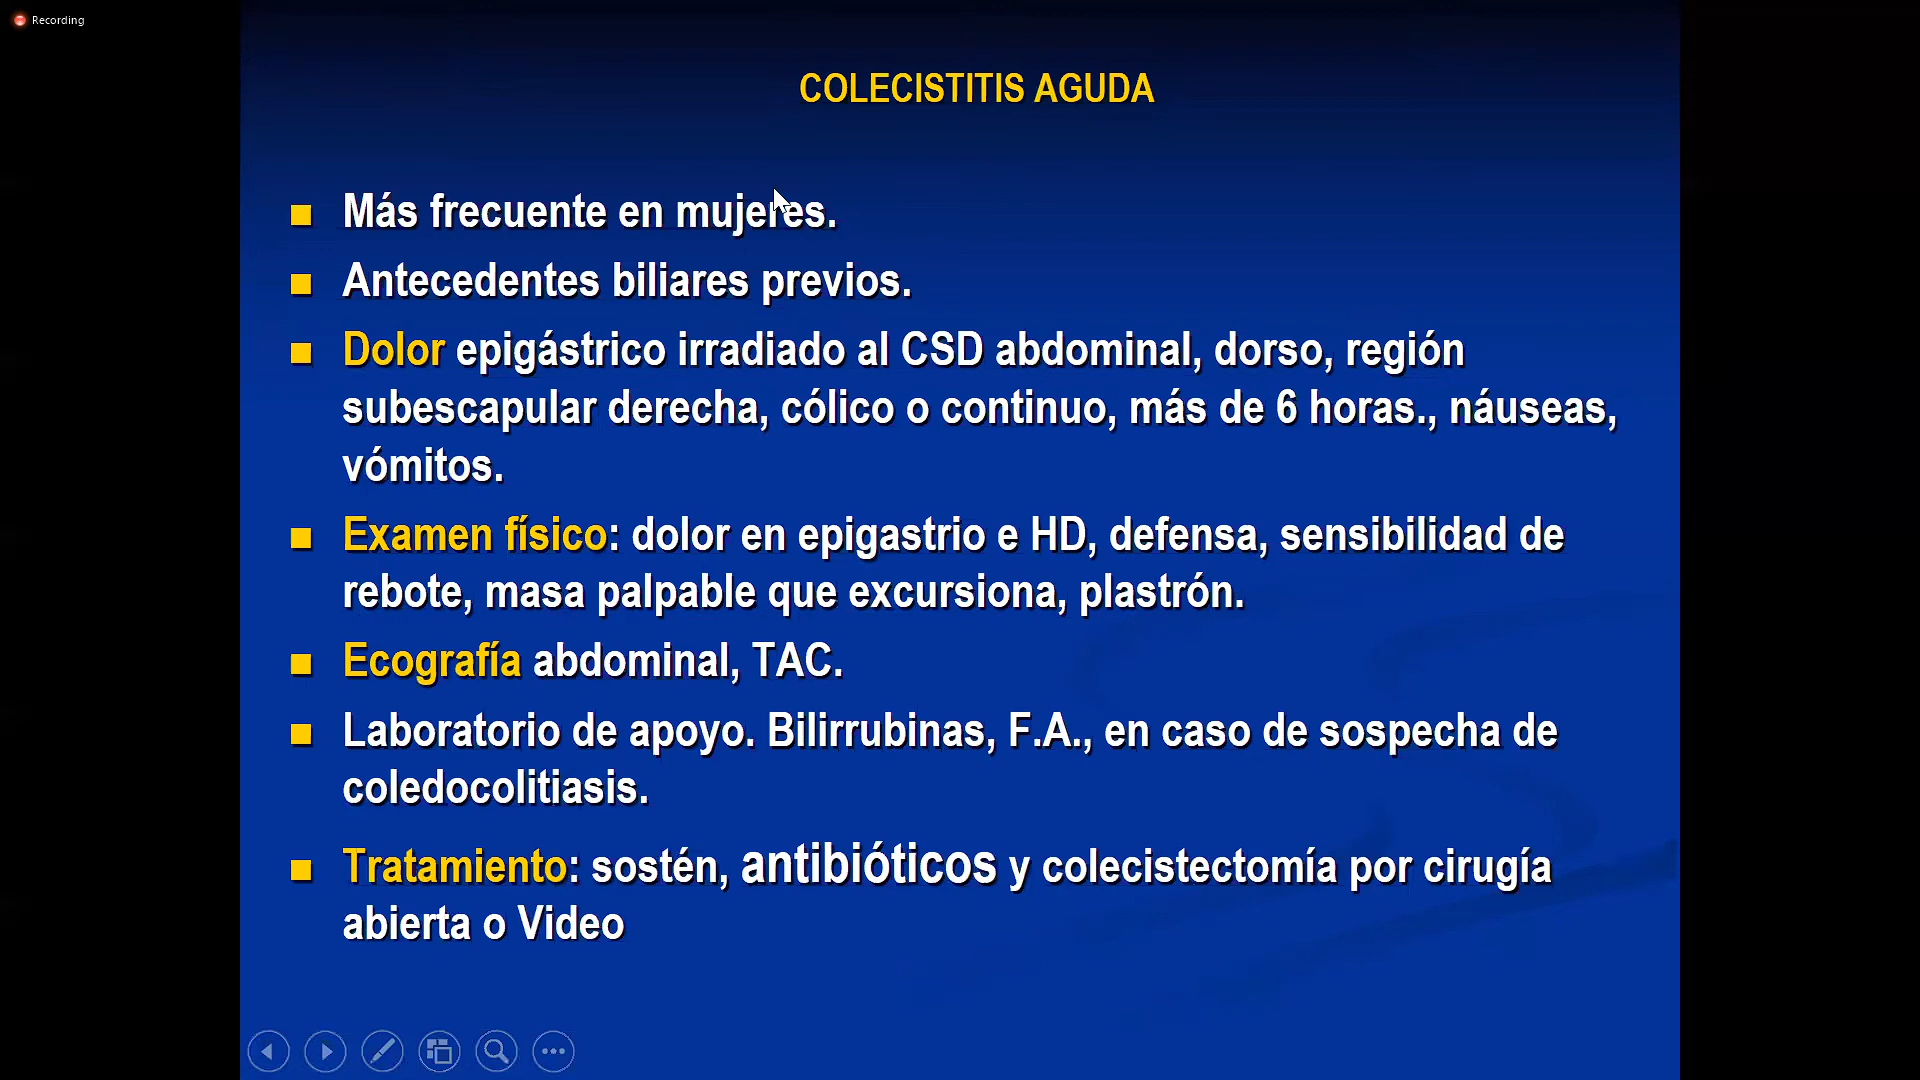 Recording
COLECISTITIS AGUDA
Más frecuente en mujeres.
Antecedentes biliares previos.
Dolor epigástrico irradiado al CSD abdominal, dorso, región
subescapular derecha, cólico o continuo, más de 6 horas., náuseas,
vómitos.
Examen físico: dolor en epigastrio e HD, defensa, sensibilidad de
rebote, masa palpable que excursiona, plastrón.
Ecografía abdominal, TAC.
Laboratorio de apoyo. Bilirrubinas, F.A., en caso de sospecha de
coledocolitiasis.
Tratamiento: sostén, antibióticos y colecistectomía por cirugía
abierta o Video